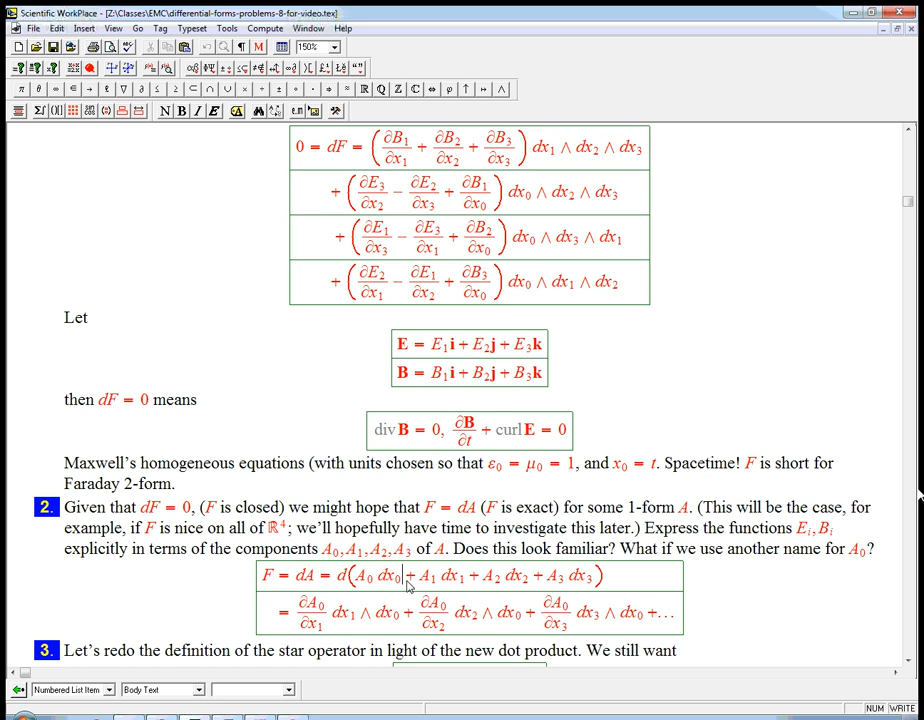 Scientific WorkPlace - [Z:\Classes\EMC\differential-forms-problems-8-for-video.tex]
File Edit Insert View Go Tag Typeset Tools Compute Window Help
150%
N B I E
0 = dF = (∂B₁/∂x₁ + ∂B₂/∂x₂ + ∂B₃/∂x₃) dx₁ ∧ dx₂ ∧ dx₃
+ (∂E₃/∂x₂ − ∂E₂/∂x₃ + ∂B₁/∂x₀) dx₀ ∧ dx₂ ∧ dx₃
+ (∂E₁/∂x₃ − ∂E₃/∂x₁ + ∂B₂/∂x₀) dx₀ ∧ dx₃ ∧ dx₁
+ (∂E₂/∂x₁ − ∂E₁/∂x₂ + ∂B₃/∂x₀) dx₀ ∧ dx₁ ∧ dx₂
Let
E = E₁i + E₂j + E₃k
B = B₁i + B₂j + B₃k
then dF = 0 means
div B = 0, ∂B/∂t + curl E = 0
Maxwell's homogeneous equations (with units chosen so that ε₀ = μ₀ = 1, and x₀ = t. Spacetime! F is short for
Faraday 2-form.
2. Given that dF = 0, (F is closed) we might hope that F = dA (F is exact) for some 1-form A. (This will be the case, for
example, if F is nice on all of ℝ⁴; we'll hopefully have time to investigate this later.) Express the functions Eᵢ, Bᵢ
explicitly in terms of the components A₀, A₁, A₂, A₃ of A. Does this look familiar? What if we use another name for A₀?
F = dA = d(A₀ dx₀ + A₁ dx₁ + A₂ dx₂ + A₃ dx₃)
= ∂A₀/∂x₁ dx₁ ∧ dx₀ + ∂A₀/∂x₂ dx₂ ∧ dx₀ + ∂A₀/∂x₃ dx₃ ∧ dx₀ + …
3. Let's redo the definition of the star operator in light of the new dot product. We still want
Numbered List Item Body Text
NUM WRITE